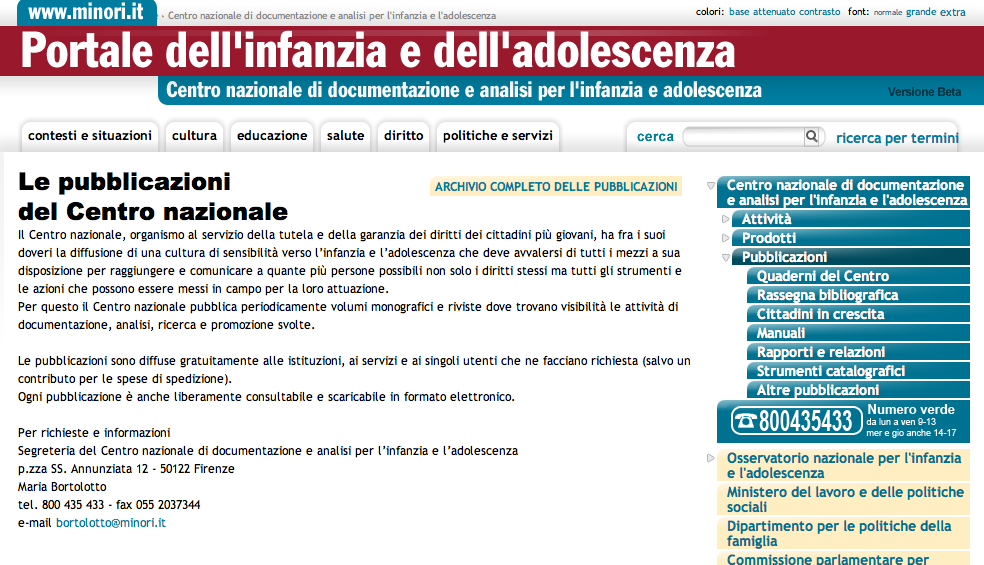 www.minori.it
- Centro nazionale di documentazione e analisi per l'infanzia e l'adolescenza
colori: base attenuato contrasto font: normale grande extra
Portale dell'infanzia e dell'adolescenza
Centro nazionale di documentazione e analisi per l'infanzia e adolescenza
Versione Beta
contesti e situazioni
cultura
educazione
salute
diritto
politiche e servizi
cerca
ricerca per termini
Le pubblicazioni
del Centro nazionale
ARCHIVIO COMPLETO DELLE PUBBLICAZIONI
Il Centro nazionale, organismo al servizio della tutela e della garanzia dei diritti dei cittadini più giovani, ha fra i suoi
doveri la diffusione di una cultura di sensibilità verso l’infanzia e l’adolescenza che deve avvalersi di tutti i mezzi a sua
disposizione per raggiungere e comunicare a quante più persone possibili non solo i diritti stessi ma tutti gli strumenti e
le azioni che possono essere messi in campo per la loro attuazione.
Per questo il Centro nazionale pubblica periodicamente volumi monografici e riviste dove trovano visibilità le attività di
documentazione, analisi, ricerca e promozione svolte.
Le pubblicazioni sono diffuse gratuitamente alle istituzioni, ai servizi e ai singoli utenti che ne facciano richiesta (salvo un
contributo per le spese di spedizione).
Ogni pubblicazione è anche liberamente consultabile e scaricabile in formato elettronico.
Per richieste e informazioni
Segreteria del Centro nazionale di documentazione e analisi per l’infanzia e l’adolescenza
p.zza SS. Annunziata 12 - 50122 Firenze
Maria Bortolotto
tel. 800 435 433 - fax 055 2037344
e-mail bortolotto@minori.it
Centro nazionale di documentazione
e analisi per l'infanzia e l'adolescenza
Attività
Prodotti
Pubblicazioni
Quaderni del Centro
Rassegna bibliografica
Cittadini in crescita
Manuali
Rapporti e relazioni
Strumenti catalografici
Altre pubblicazioni
800435433
Numero verde
da lun a ven 9-13
mer e gio anche 14-17
Osservatorio nazionale per l'infanzia
e l'adolescenza
Ministero del lavoro e delle politiche
sociali
Dipartimento per le politiche della
famiglia
Commissione parlamentare per